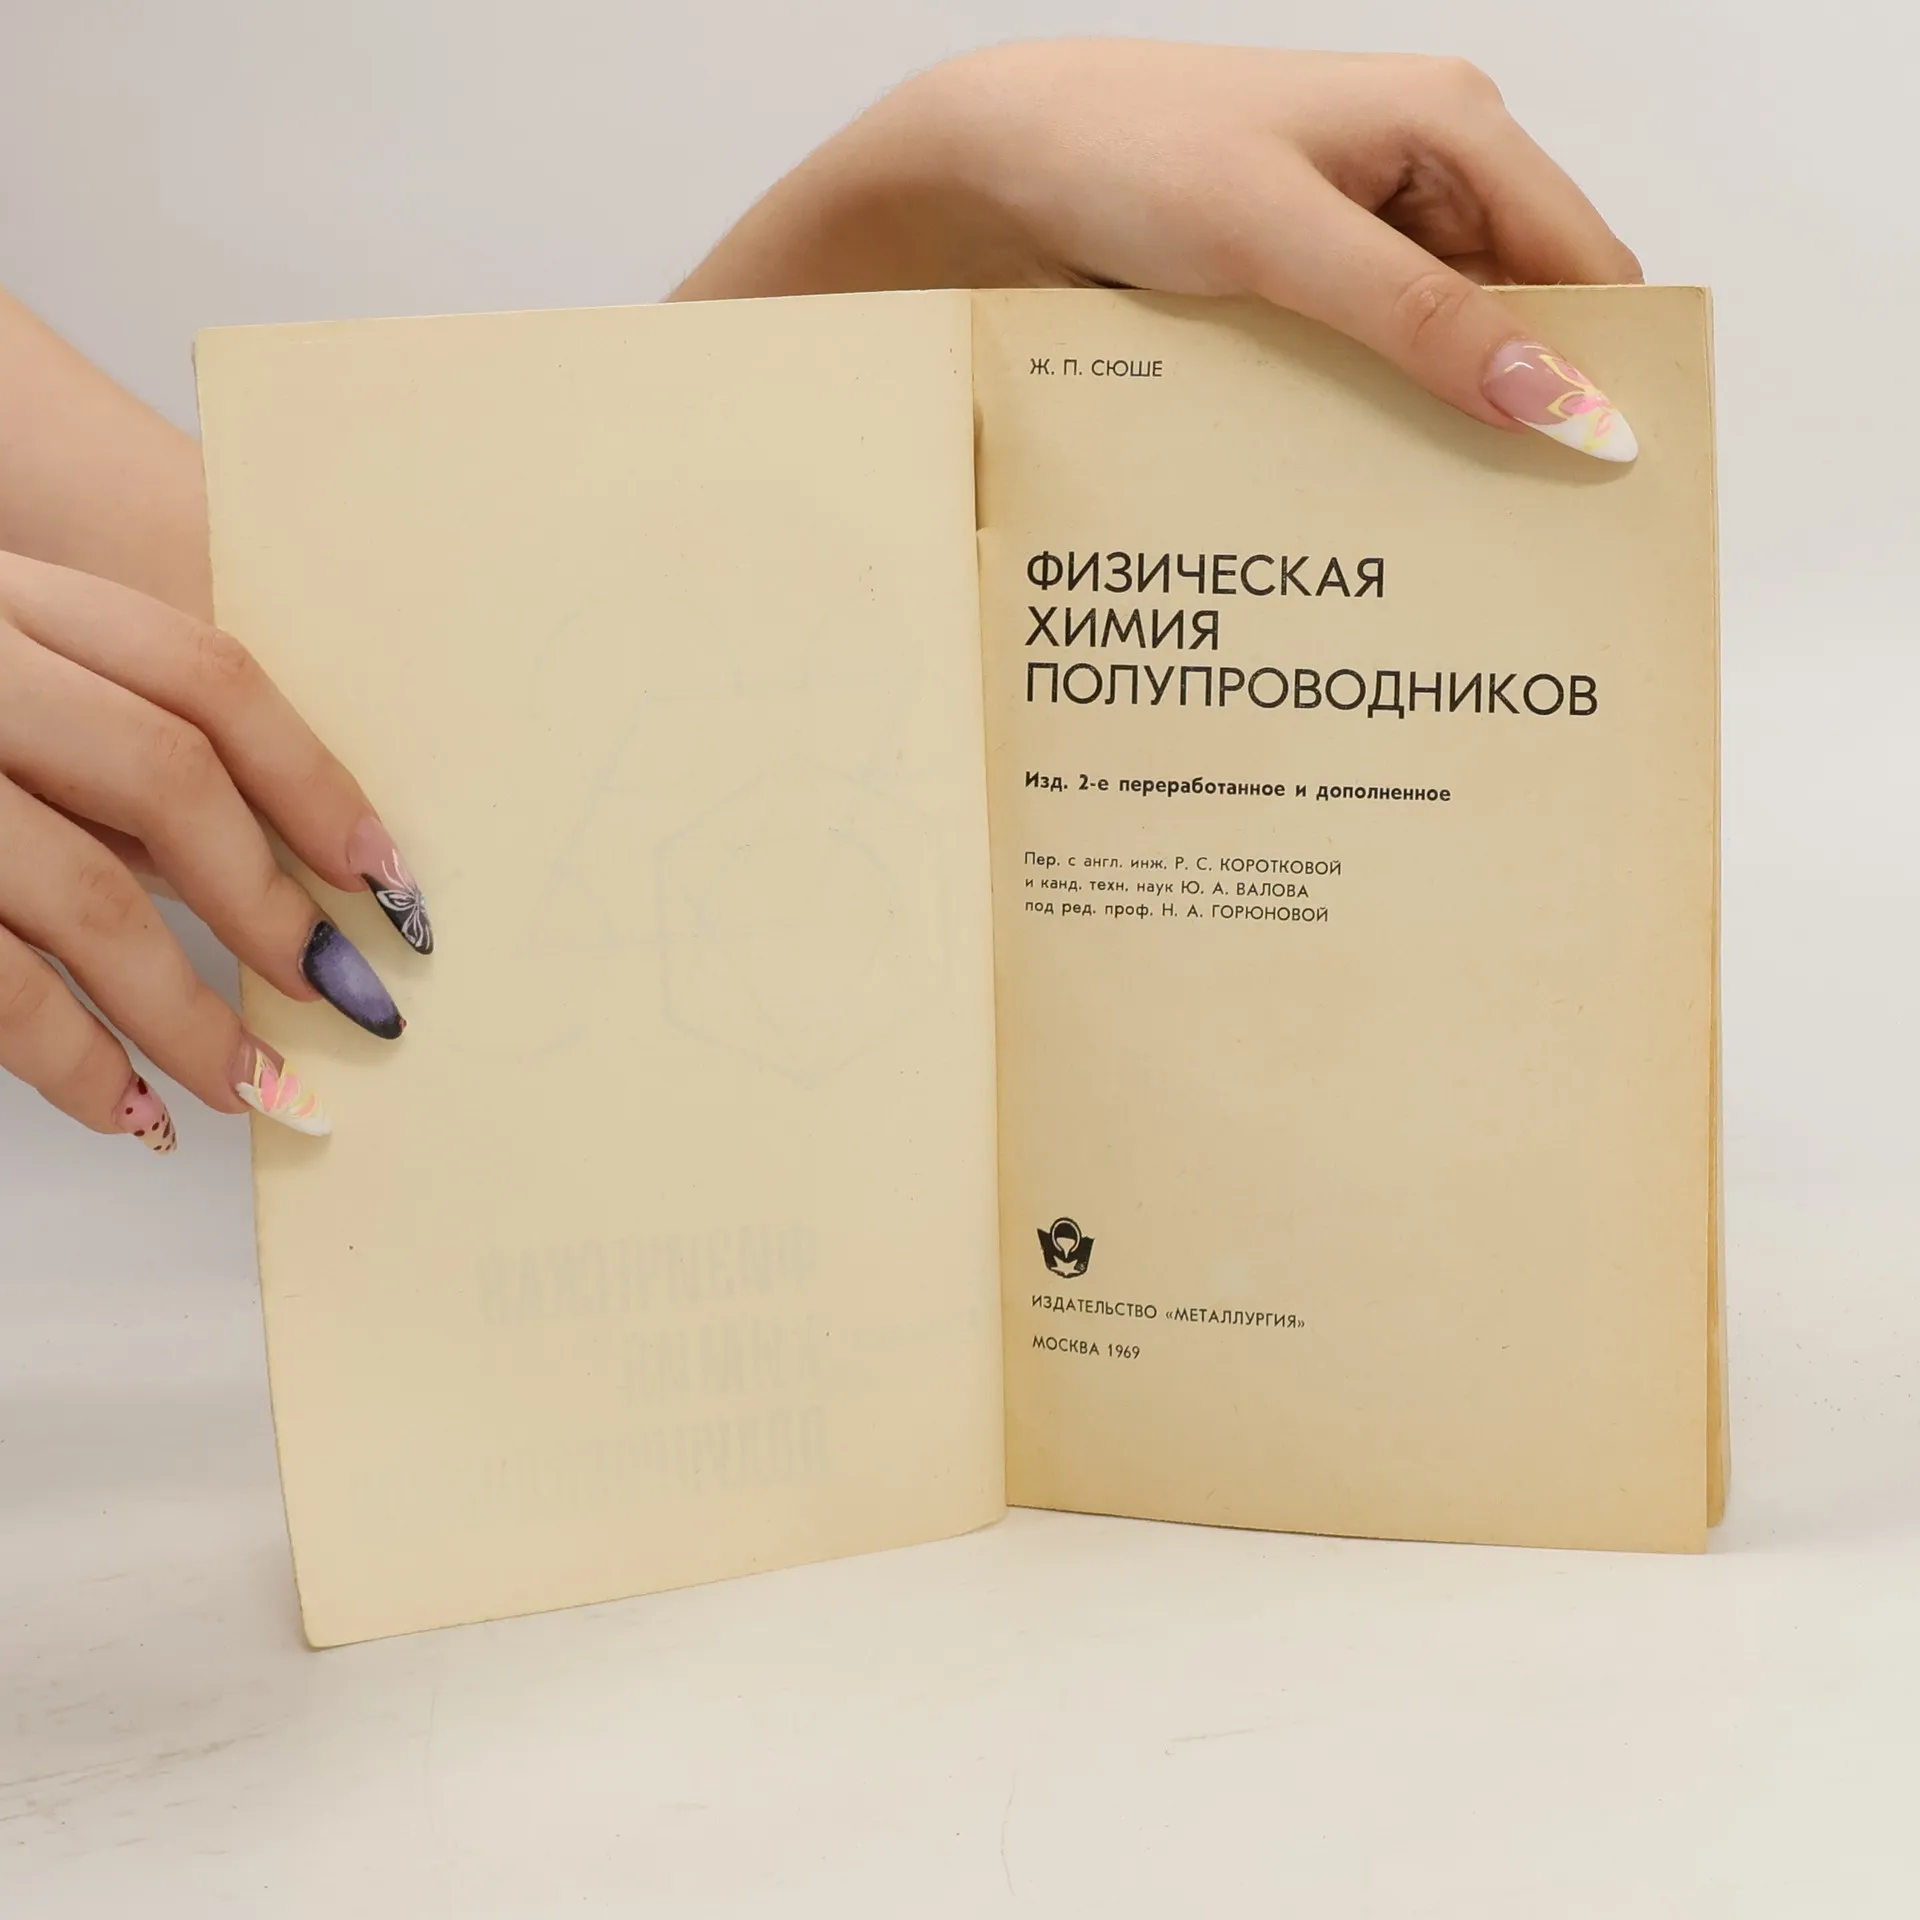 Ж. П. СЮШЕ
ФИЗИЧЕСКАЯ
ХИМИЯ
ПОЛУПРОВОДНИКОВ
Изд. 2-е переработанное и дополненное
Пер. с англ. инж. Р. С. КОРОТКОВОЙ
и канд. техн. наук Ю. А. ВАЛОВА
под ред. проф. Н. А. ГОРЮНОВОЙ
ИЗДАТЕЛЬСТВО «МЕТАЛЛУРГИЯ»
МОСКВА 1969